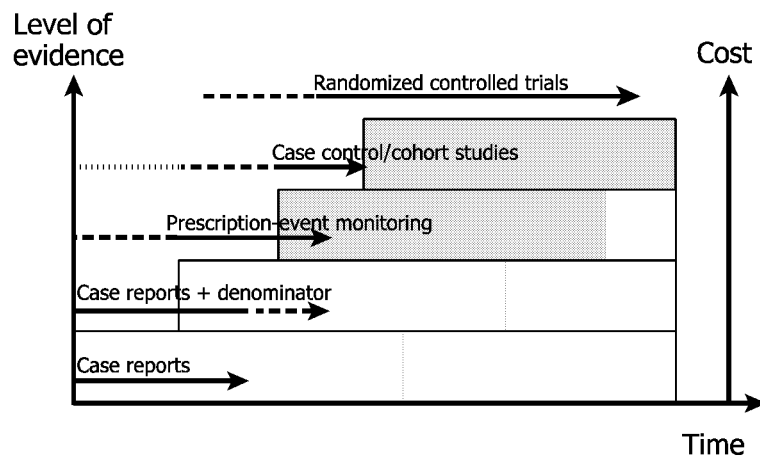 Level of
evidence
Cost
Randomized controlled trials
Case control/cohort studies
Prescription-event monitoring
Case reports + denominator
Case reports
Time